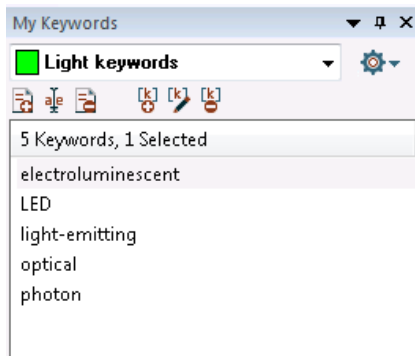 My Keywords
Light keywords
a|e [k] [k] [k]
5 Keywords, 1 Selected
electroluminescent
LED
light-emitting
optical
photon